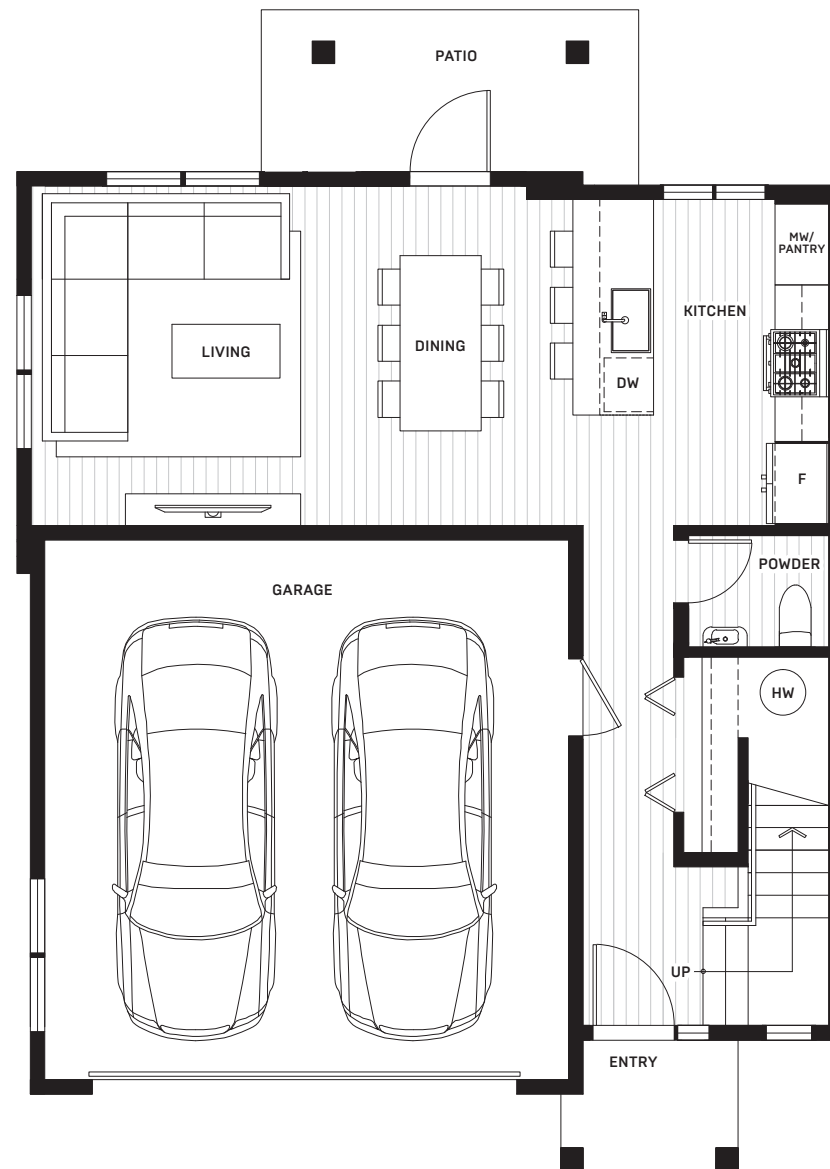 PATIO
MW/
PANTRY
KITCHEN
LIVING
DINING
DW
F
POWDER
GARAGE
HW
UP
ENTRY